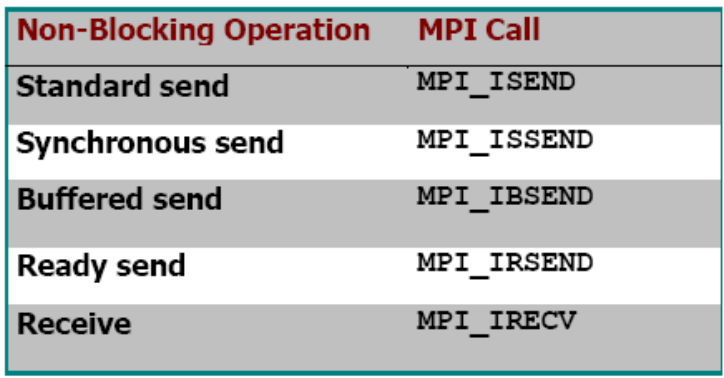 Non-Blocking Operation MPI Call
Standard send MPI_ISEND
Synchronous send MPI_ISSEND
Buffered send MPI_IBSEND
Ready send MPI_IRSEND
Receive MPI_IRECV